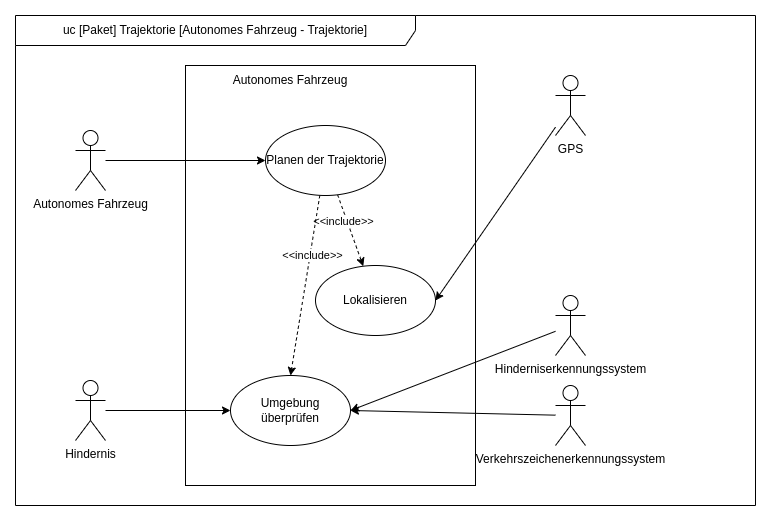 uc [Paket] Trajektorie [Autonomes Fahrzeug - Trajektorie]
Autonomes Fahrzeug
Planen der Trajektorie
GPS
Autonomes Fahrzeug
<<include>>
<<include>>
Lokalisieren
Hinderniserkennungssystem
Umgebung
überprüfen
Hindernis
Verkehrszeichenerkennungssystem